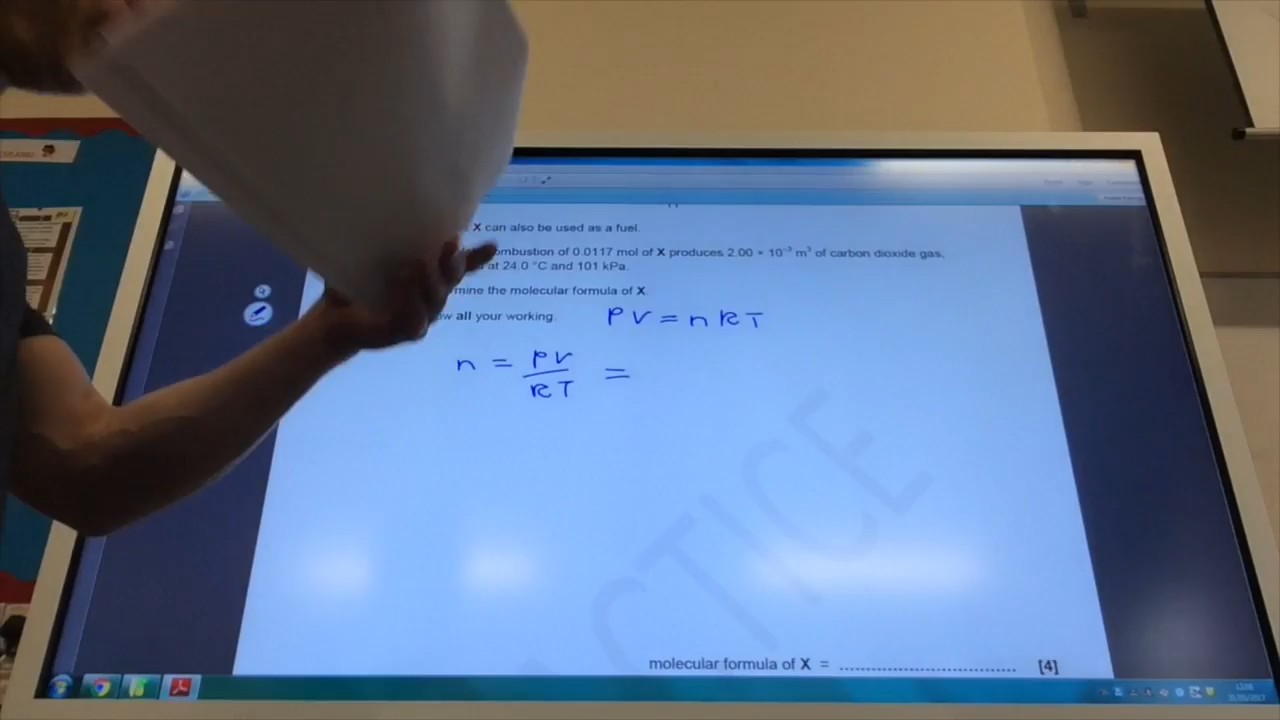 X can also be used as a fuel.
ombustion of 0.0117 mol of X produces 2.00 × 10⁻³ m³ of carbon dioxide gas,
at 24.0 °C and 101 kPa.
mine the molecular formula of X.
w all your working. PV = nRT
n = PV
RT
=
CTICE
molecular formula of X = ........................................ [4]